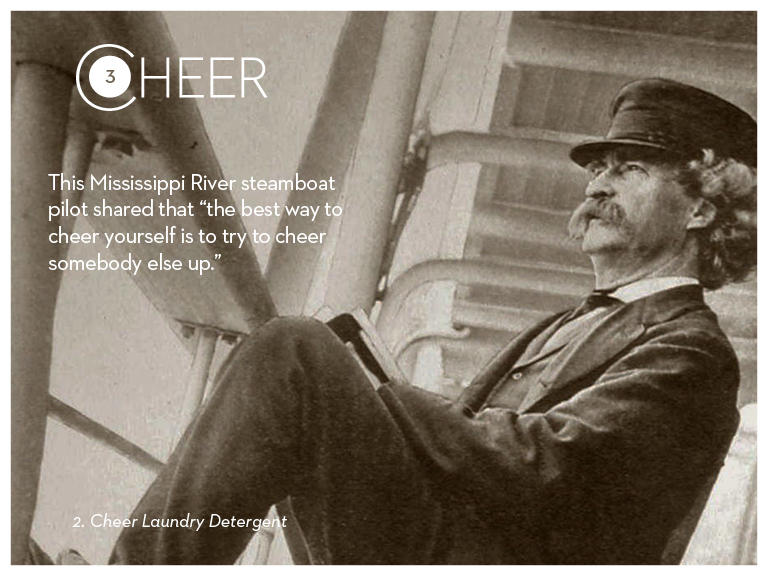 3
CHEER
This Mississippi River steamboat
pilot shared that “the best way to
cheer yourself is to try to cheer
somebody else up.”
2. Cheer Laundry Detergent